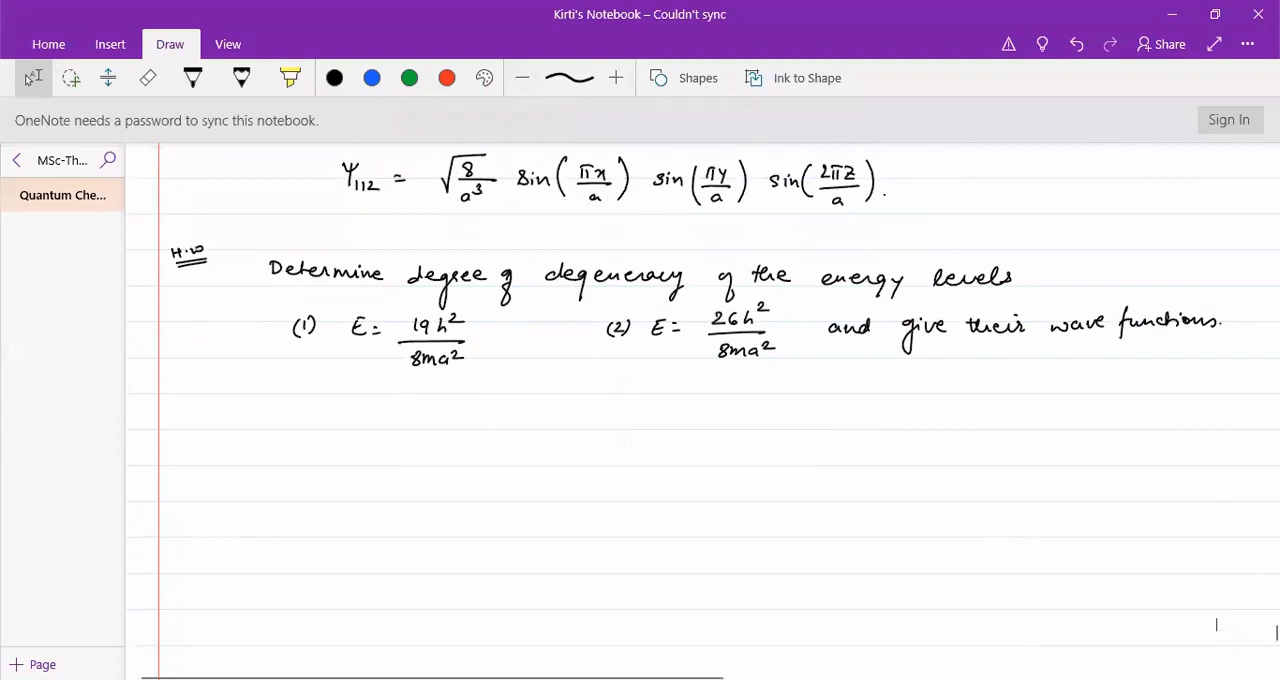 Kirti's Notebook – Couldn't sync
Home Insert Draw View Share
Shapes Ink to Shape
OneNote needs a password to sync this notebook. Sign In
MSc-Th...
Quantum Che...
Ψ₁₁₂ = √(8/a³) sin(πx/a) sin(πy/a) sin(2πz/a).
H.W
Determine degree of degeneracy of the energy levels
(1) E = 19h²/8ma² (2) E = 26h²/8ma² and give their wave functions.
Page